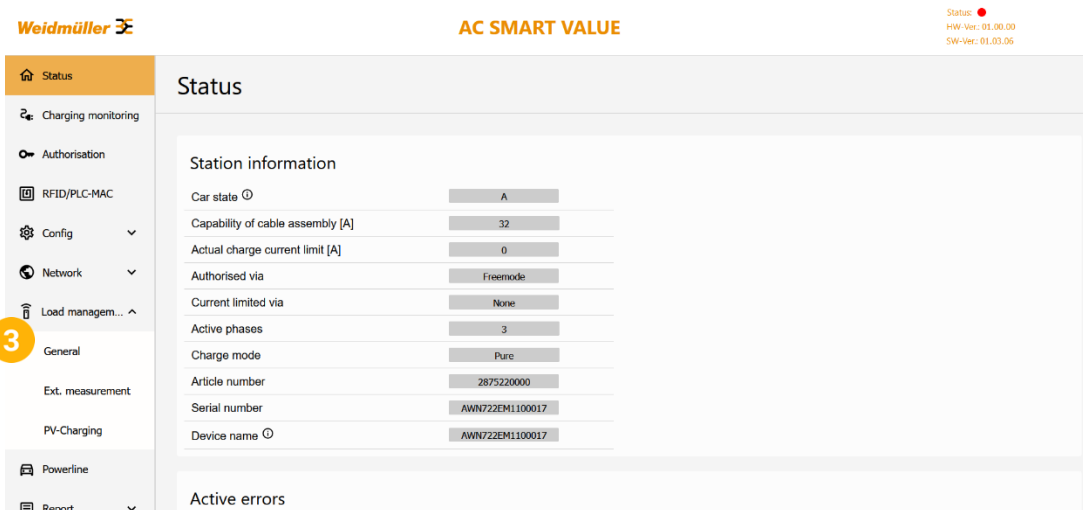 Weidmüller
AC SMART VALUE
Status:
HW-Ver.: 01.00.00
SW-Ver.: 01.03.06
Status
Charging monitoring
Authorisation
RFID/PLC-MAC
Config
Network
Load managem...
3
General
Ext. measurement
PV-Charging
Powerline
Report
Status
Station information
Car state A
Capability of cable assembly [A] 32
Actual charge current limit [A] 0
Authorised via Freemode
Current limited via None
Active phases 3
Charge mode Pure
Article number 2875220000
Serial number AWN722EM1100017
Device name AWN722EM1100017
Active errors